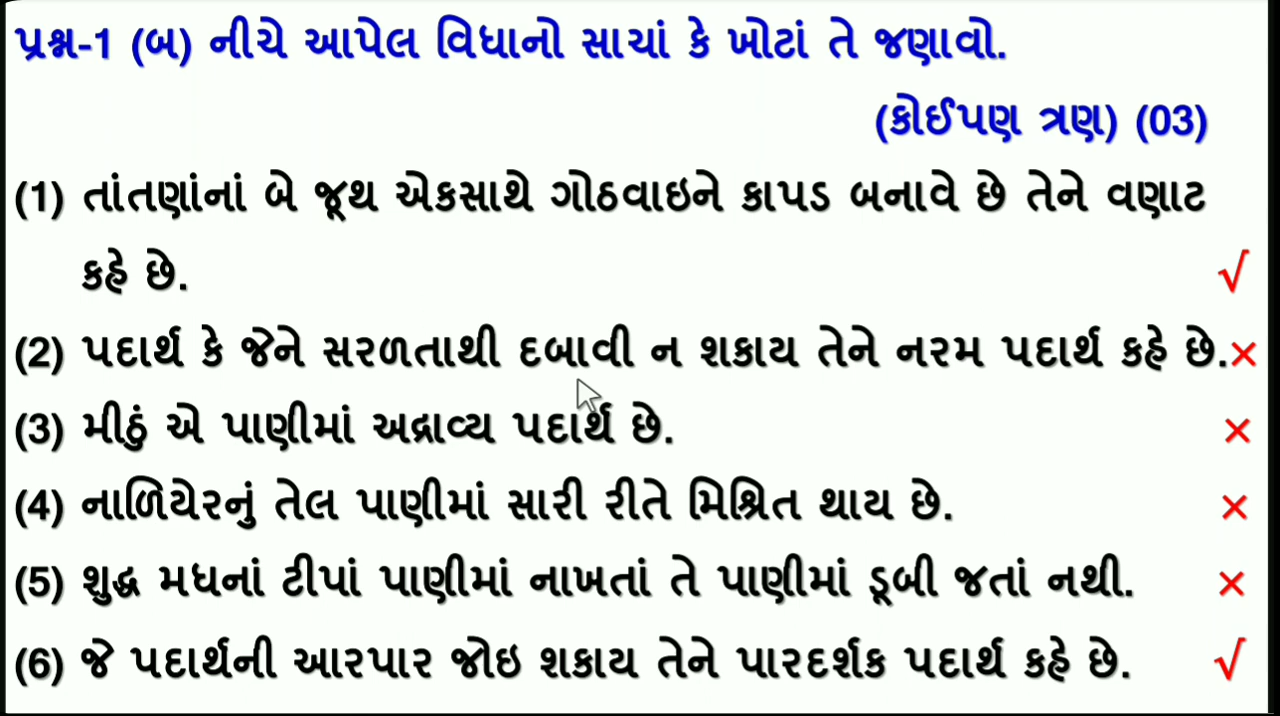 પ્રશ્ન-1 (બ) નીચે આપેલ વિધાનો સાચાં કે ખોટાં તે જણાવો.
(કોઈપણ ત્રણ) (03)
(1) તાંતણાંનાં બે જૂથ એકસાથે ગોઠવાઇને કાપડ બનાવે છે તેને વણાટ
કહે છે. √
(2) પદાર્થ કે જેને સરળતાથી દબાવી ન શકાય તેને નરમ પદાર્થ કહે છે. ×
(3) મીઠું એ પાણીમાં અદ્રાવ્ય પદાર્થ છે. ×
(4) નાળિયેરનું તેલ પાણીમાં સારી રીતે મિશ્રિત થાય છે. ×
(5) શુદ્ધ મધનાં ટીપાં પાણીમાં નાખતાં તે પાણીમાં ડૂબી જતાં નથી. ×
(6) જે પદાર્થની આરપાર જોઇ શકાય તેને પારદર્શક પદાર્થ કહે છે. √